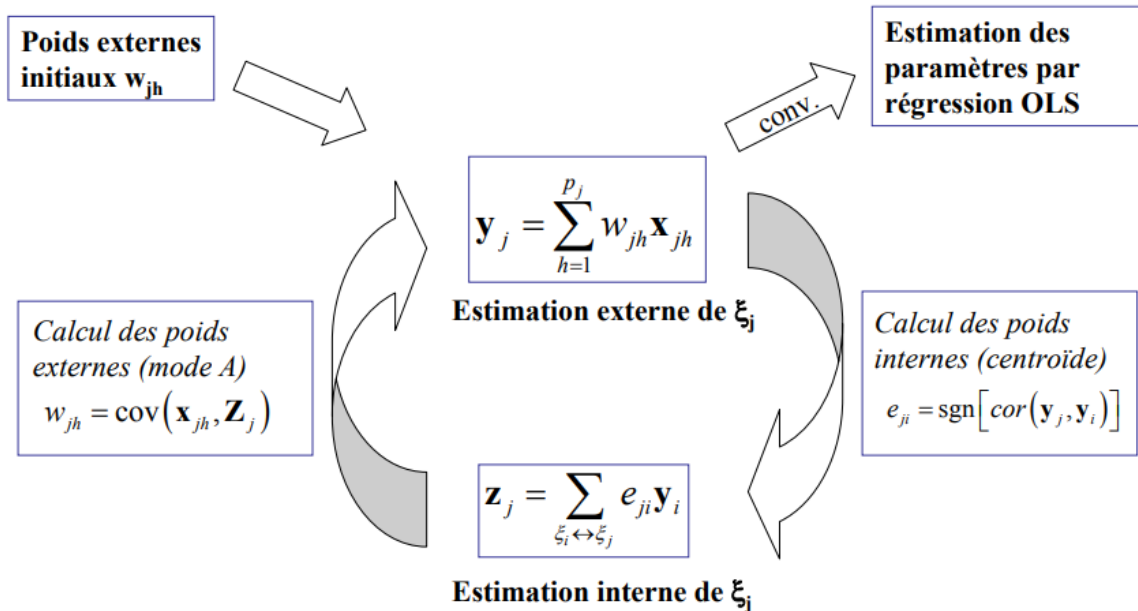 Poids externes
initiaux w_jh
Estimation des
paramètres par
régression OLS
conv.
y_j = ∑_{h=1}^{p_j} w_jh x_jh
Estimation externe de ξ_j
Calcul des poids
externes (mode A)
w_jh = cov(x_jh, Z_j)
Calcul des poids
internes (centroïde)
e_ji = sgn[cor(y_j, y_i)]
z_j = ∑_{ξ_i↔ξ_j} e_ji y_i
Estimation interne de ξ_j